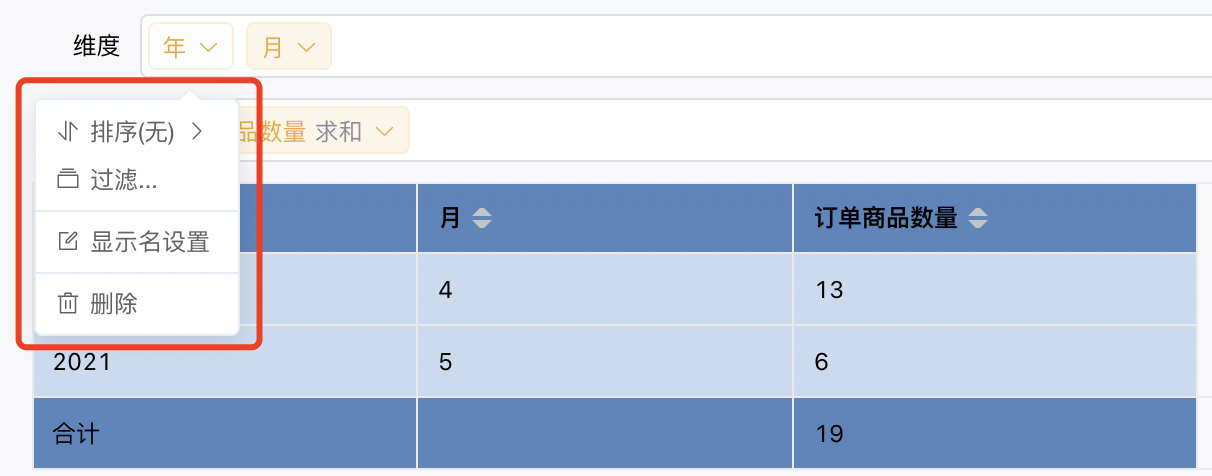 维度 年 月
排序(无)
过滤...
显示名设置
删除
品数量 求和
月 订单商品数量
4 13
2021 5 6
合计 19